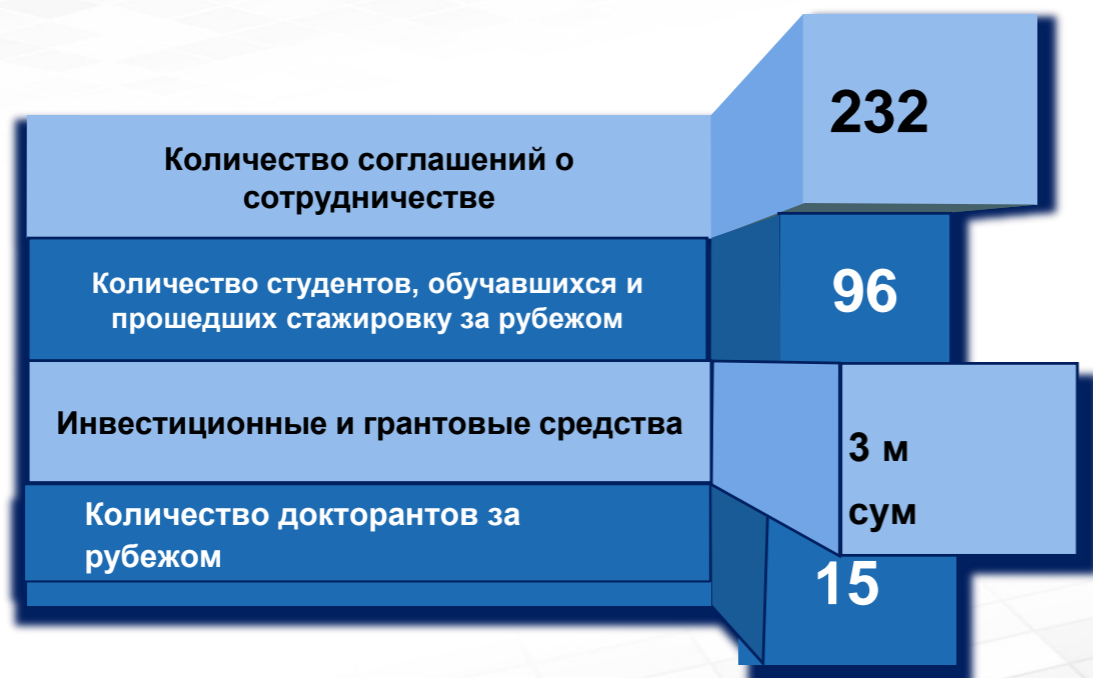 Количество соглашений о
сотрудничестве
232
Количество студентов, обучавшихся и
прошедших стажировку за рубежом
96
Инвестиционные и грантовые средства
3 м
сум
Количество докторантов за
рубежом
15